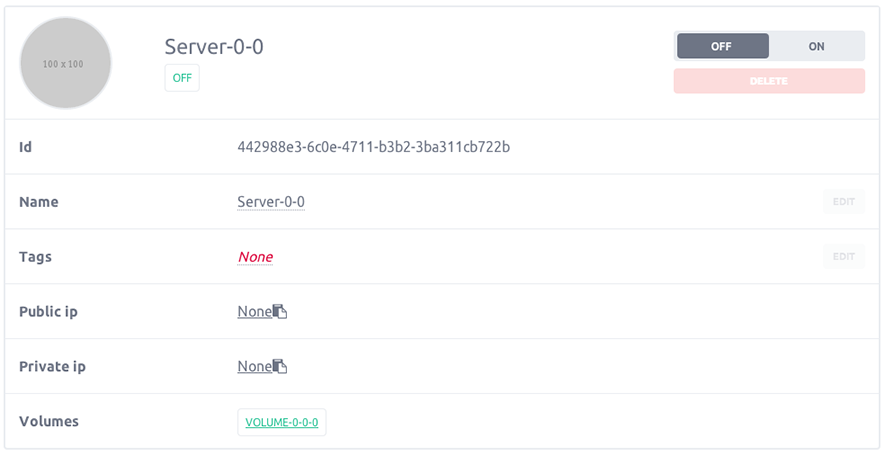 100 x 100
Server-0-0
OFF
OFF ON
DELETE
Id 442988e3-6c0e-4711-b3b2-3ba311cb722b
Name Server-0-0 EDIT
Tags None EDIT
Public ip None
Private ip None
Volumes VOLUME-0-0-0